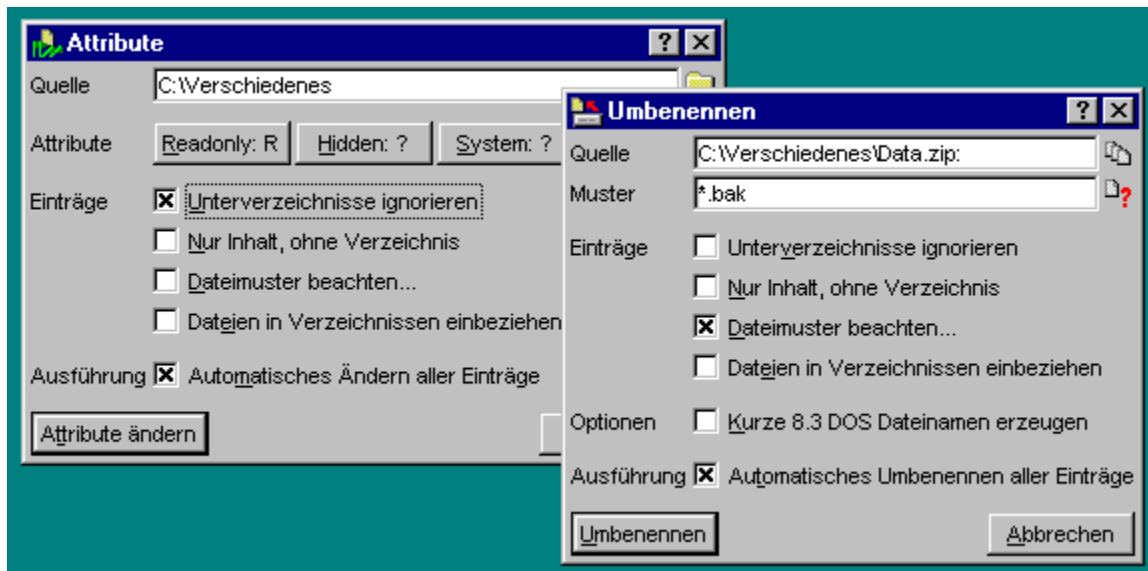 Attribute
Quelle C:\Verschiedenes
Attribute Readonly: R Hidden: ? System: ?
Einträge Unterverzeichnisse ignorieren
Nur Inhalt, ohne Verzeichnis
Dateimuster beachten...
Dateien in Verzeichnissen einbeziehen
Ausführung Automatisches Ändern aller Einträge
Attribute ändern
Umbenennen
Quelle C:\Verschiedenes\Data.zip:
Muster *.bak
Einträge Unterverzeichnisse ignorieren
Nur Inhalt, ohne Verzeichnis
Dateimuster beachten...
Dateien in Verzeichnissen einbeziehen
Optionen Kurze 8.3 DOS Dateinamen erzeugen
Ausführung Automatisches Umbenennen aller Einträge
Umbenennen Abbrechen